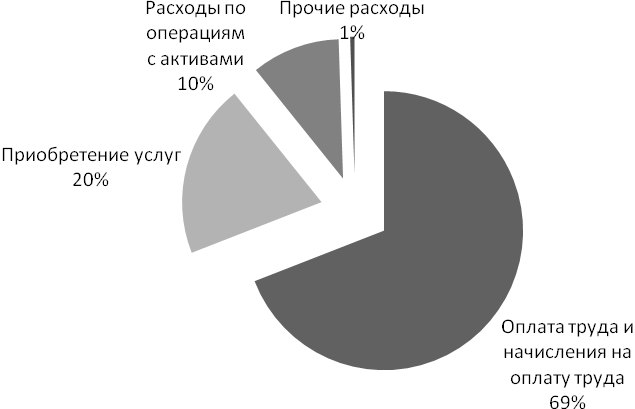 Расходы по
операциям
с активами
10%
Прочие расходы
1%
Приобретение услуг
20%
Оплата труда и
начисления на
оплату труда
69%